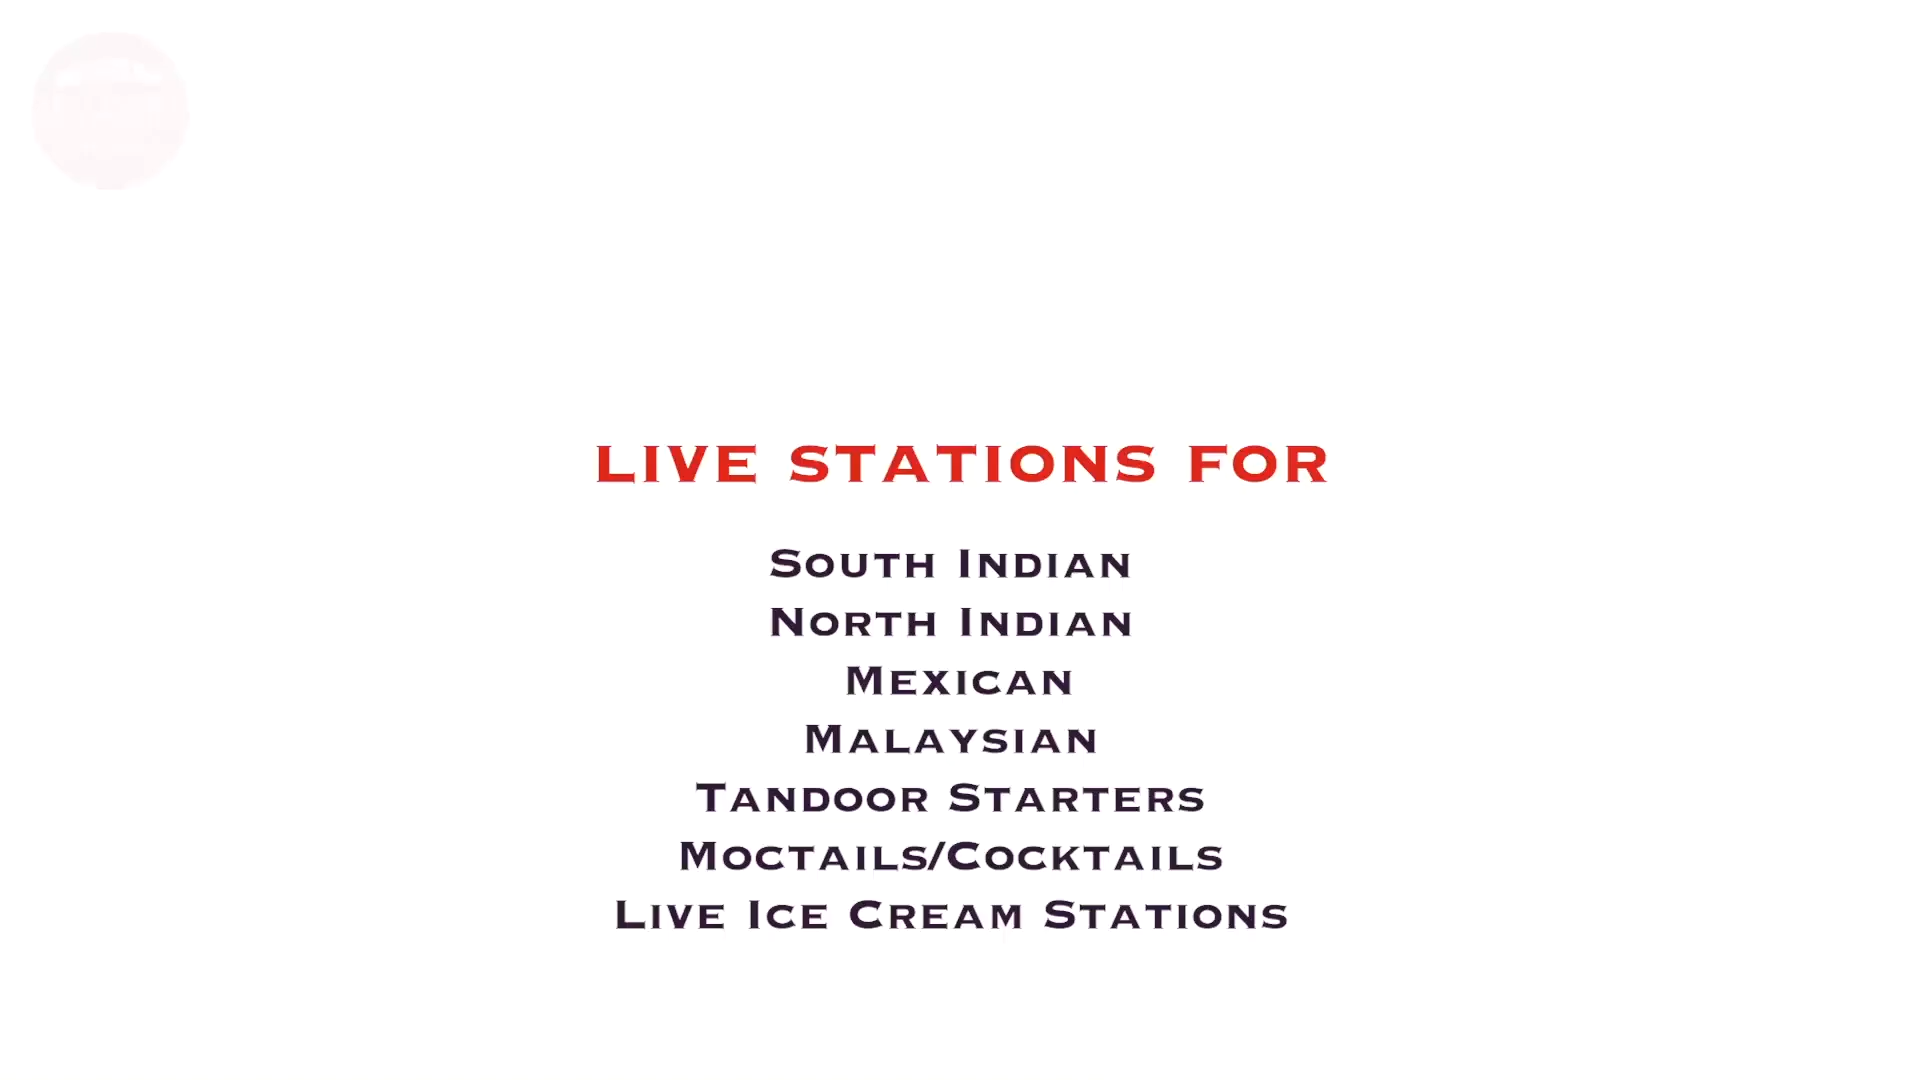 LIVE STATIONS FOR
South Indian
North Indian
Mexican
Malaysian
Tandoor Starters
Moctails/Cocktails
Live Ice Cream Stations